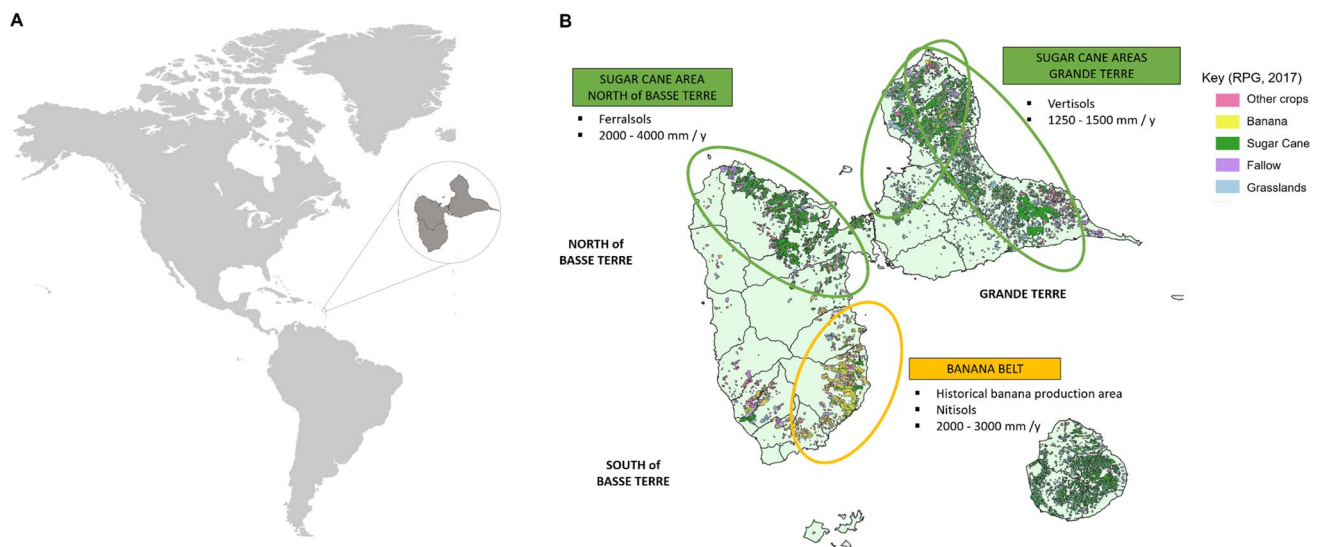 A
B
SUGAR CANE AREA
NORTH of BASSE TERRE
▪ Ferralsols
▪ 2000 - 4000 mm / y
SUGAR CANE AREAS
GRANDE TERRE
▪ Vertisols
▪ 1250 - 1500 mm / y
Key (RPG, 2017)
Other crops
Banana
Sugar Cane
Fallow
Grasslands
NORTH of
BASSE TERRE
GRANDE TERRE
BANANA BELT
▪ Historical banana production area
▪ Nitisols
▪ 2000 - 3000 mm /y
SOUTH of
BASSE TERRE